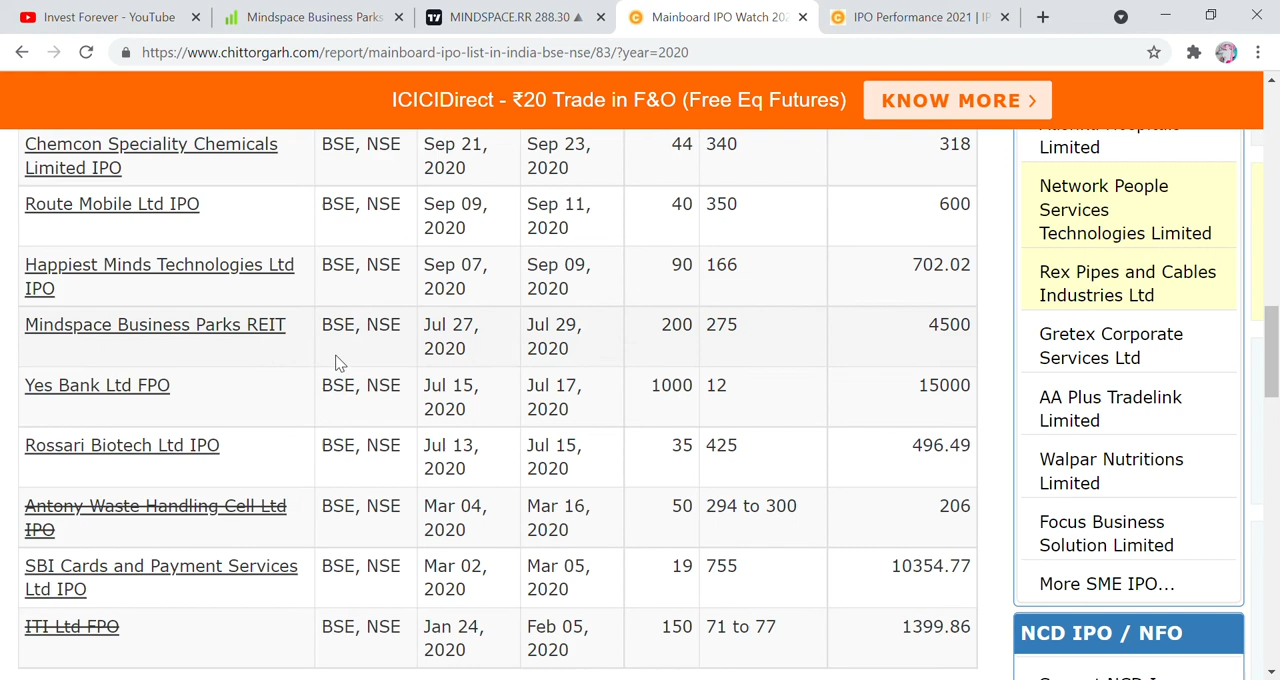 Invest Forever - YouTube
Mindspace Business Parks
MINDSPACE.RR 288.30
Mainboard IPO Watch 202
IPO Performance 2021 | IP
https://www.chittorgarh.com/report/mainboard-ipo-list-in-india-bse-nse/83/?year=2020
ICICIDirect - ₹20 Trade in F&O (Free Eq Futures) KNOW MORE
Chemcon Speciality Chemicals BSE, NSE Sep 21, Sep 23, 44 340 318
Limited IPO 2020 2020
Route Mobile Ltd IPO BSE, NSE Sep 09, Sep 11, 40 350 600
2020 2020
Happiest Minds Technologies Ltd BSE, NSE Sep 07, Sep 09, 90 166 702.02
IPO 2020 2020
Mindspace Business Parks REIT BSE, NSE Jul 27, Jul 29, 200 275 4500
2020 2020
Yes Bank Ltd FPO BSE, NSE Jul 15, Jul 17, 1000 12 15000
2020 2020
Rossari Biotech Ltd IPO BSE, NSE Jul 13, Jul 15, 35 425 496.49
2020 2020
Antony Waste Handling Cell Ltd BSE, NSE Mar 04, Mar 16, 50 294 to 300 206
IPO 2020 2020
SBI Cards and Payment Services BSE, NSE Mar 02, Mar 05, 19 755 10354.77
Ltd IPO 2020 2020
ITI Ltd FPO BSE, NSE Jan 24, Feb 05, 150 71 to 77 1399.86
2020 2020
Limited
Network People
Services
Technologies Limited
Rex Pipes and Cables
Industries Ltd
Gretex Corporate
Services Ltd
AA Plus Tradelink
Limited
Walpar Nutritions
Limited
Focus Business
Solution Limited
More SME IPO...
NCD IPO / NFO